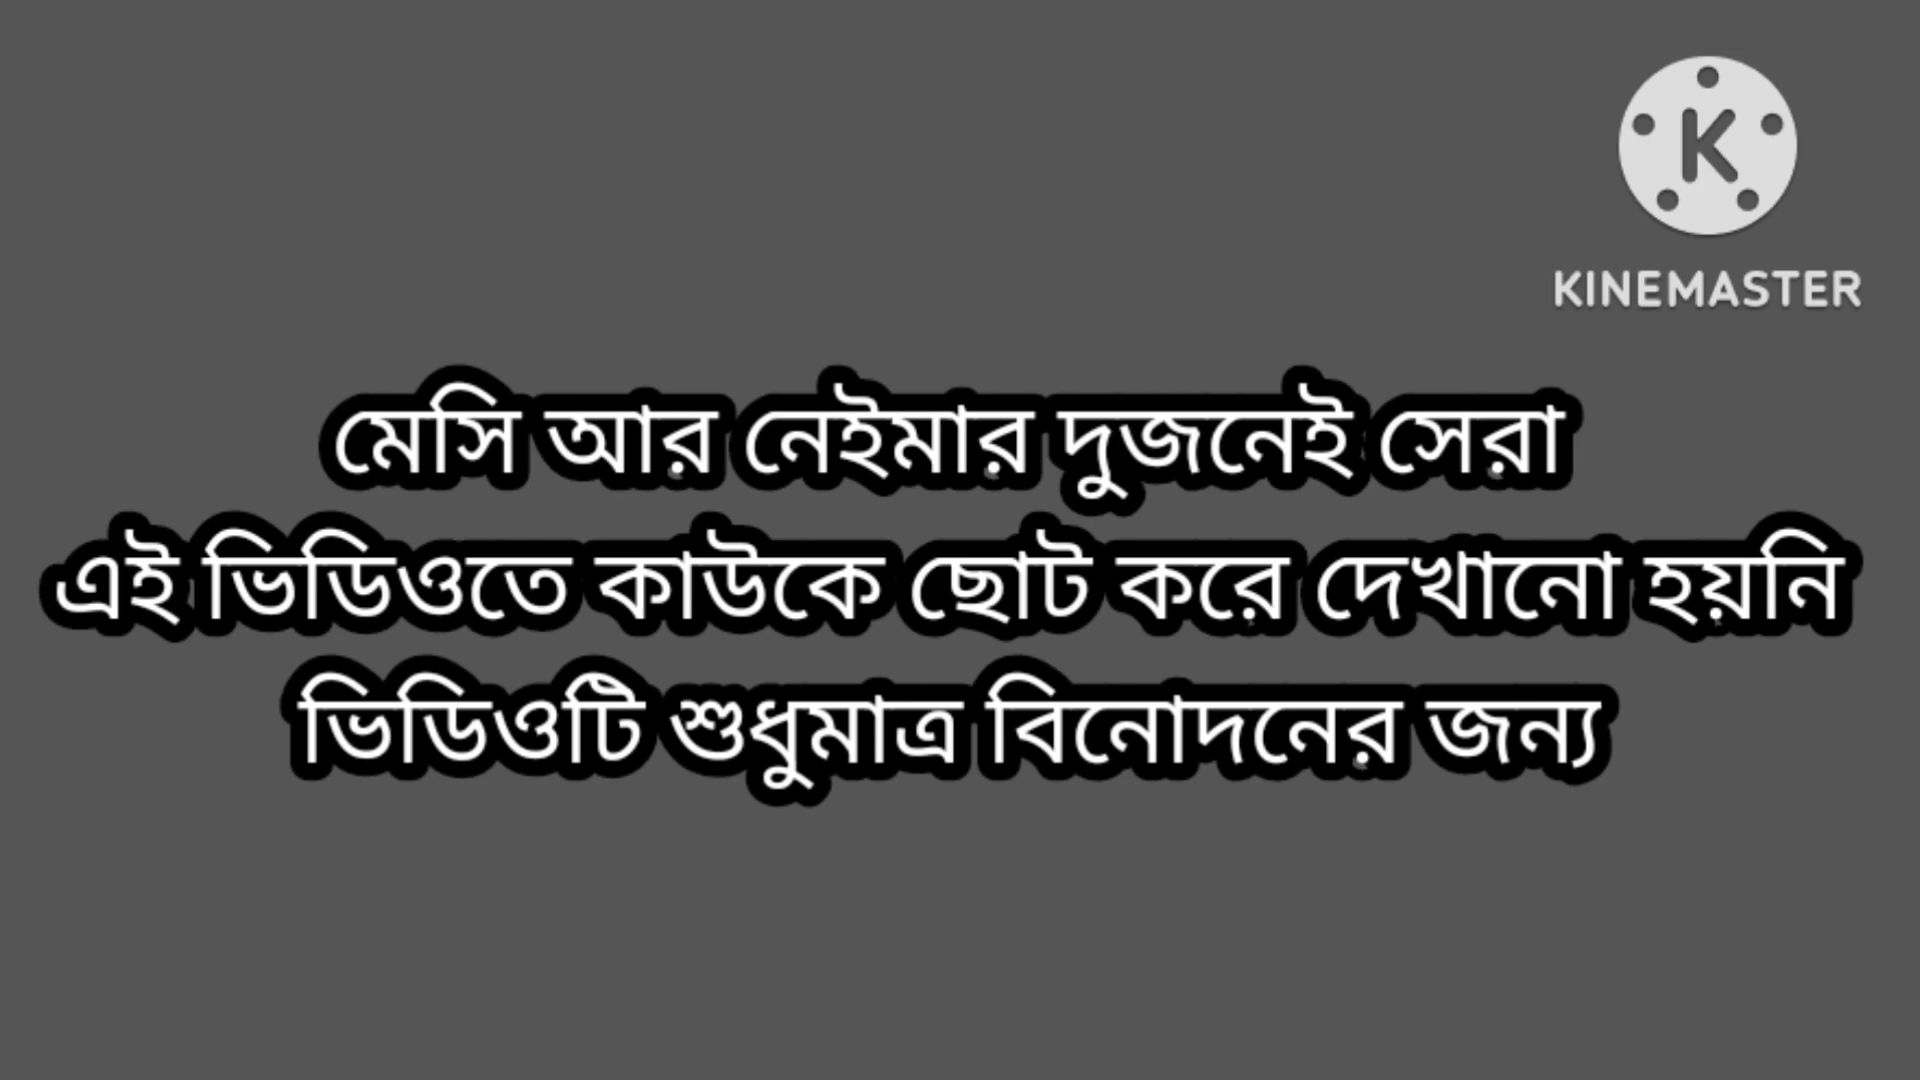 K
KINEMASTER
মেসি আর নেইমার দুজনেই সেরা
এই ভিডিওতে কাউকে ছোট করে দেখানো হয়নি
ভিডিওটি শুধুমাত্র বিনোদনের জন্য